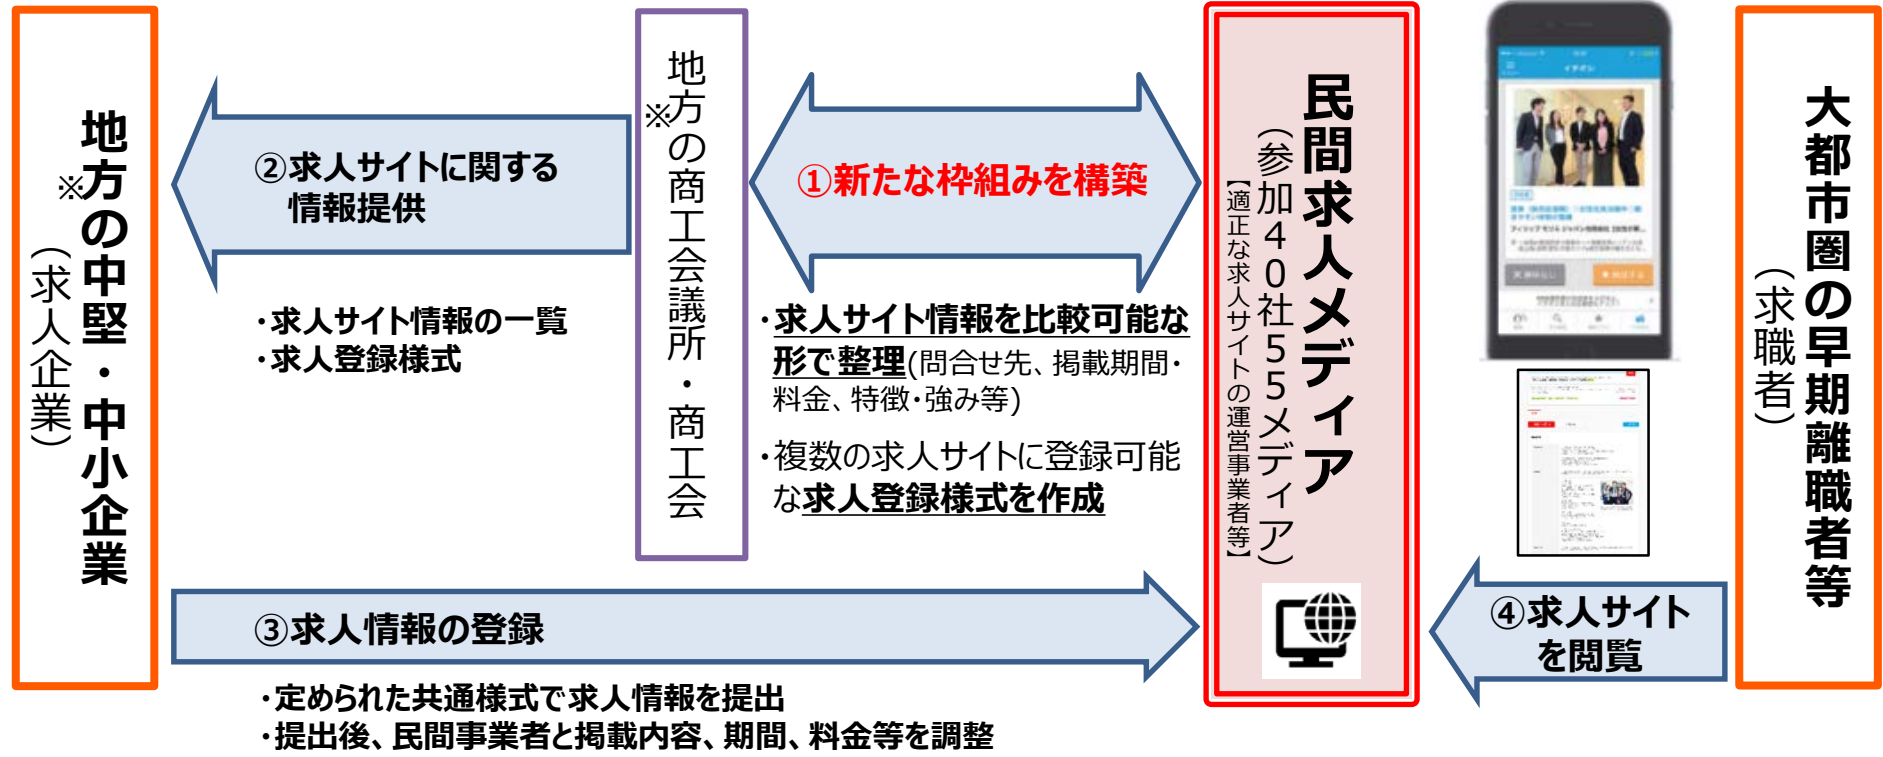 地方の中堅・中小企業
※
（求人企業）
②求人サイトに関する
情報提供
・求人サイト情報の一覧
・求人登録様式
地方の商工会議所・商工会
※
①新たな枠組みを構築
・求人サイト情報を比較可能な
形で整理(問合せ先、掲載期間・
料金、特徴・強み等)
・複数の求人サイトに登録可能
な求人登録様式を作成
民間求人メディア
（参加４０社５５メディア）
【適正な求人サイトの運営事業者等】
大都市圏の早期離職者等
（求職者）
④求人サイト
を閲覧
③求人情報の登録
・定められた共通様式で求人情報を提出
・提出後、民間事業者と掲載内容、期間、料金等を調整